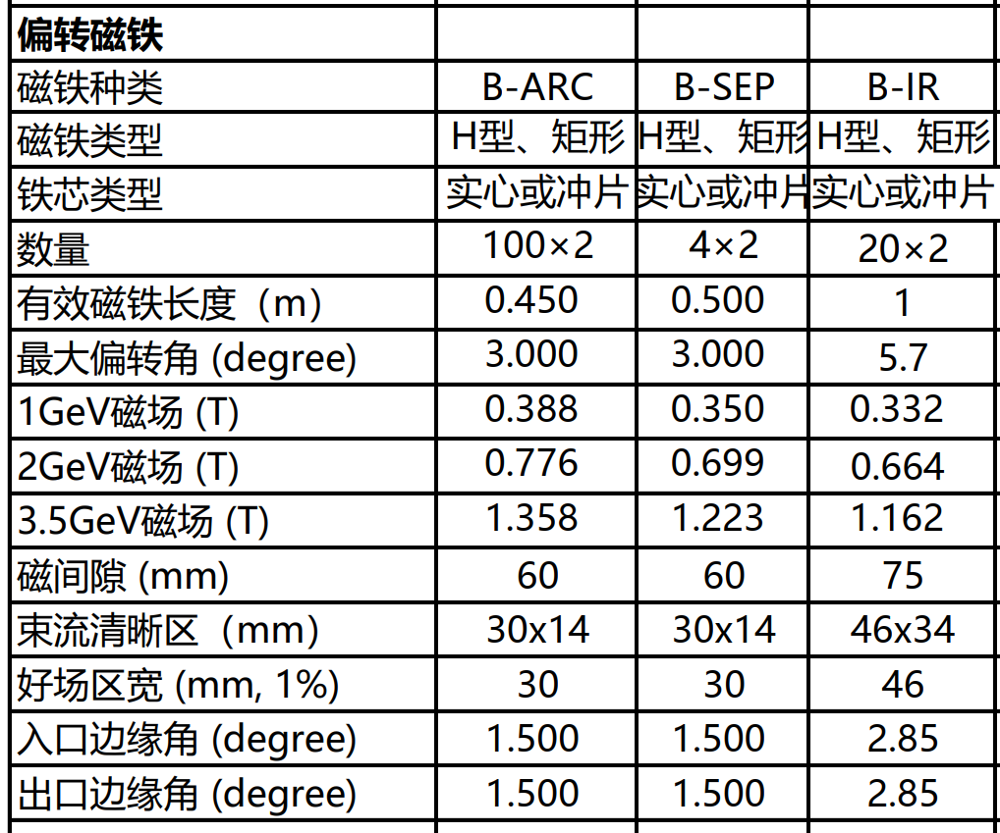 偏转磁铁
磁铁种类 B-ARC B-SEP B-IR
磁铁类型 H型、矩形 H型、矩形 H型、矩形
铁芯类型 实心或冲片 实心或冲片 实心或冲片
数量 100×2 4×2 20×2
有效磁铁长度（m） 0.450 0.500 1
最大偏转角 (degree) 3.000 3.000 5.7
1GeV磁场 (T) 0.388 0.350 0.332
2GeV磁场 (T) 0.776 0.699 0.664
3.5GeV磁场 (T) 1.358 1.223 1.162
磁间隙 (mm) 60 60 75
束流清晰区（mm） 30x14 30x14 46x34
好场区宽 (mm, 1%) 30 30 46
入口边缘角 (degree) 1.500 1.500 2.85
出口边缘角 (degree) 1.500 1.500 2.85